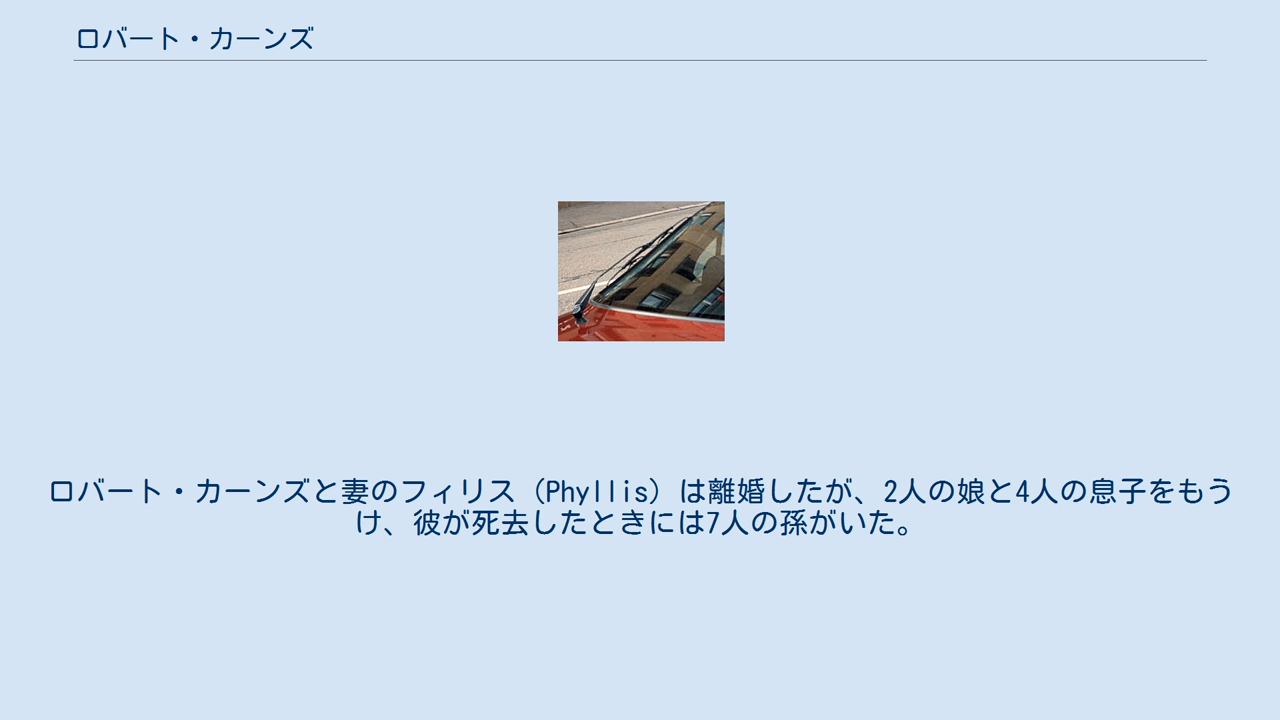 ロバート・カーンズ
ロバート・カーンズと妻のフィリス（Phyllis）は離婚したが、2人の娘と4人の息子をもう
け、彼が死去したときには7人の孫がいた。